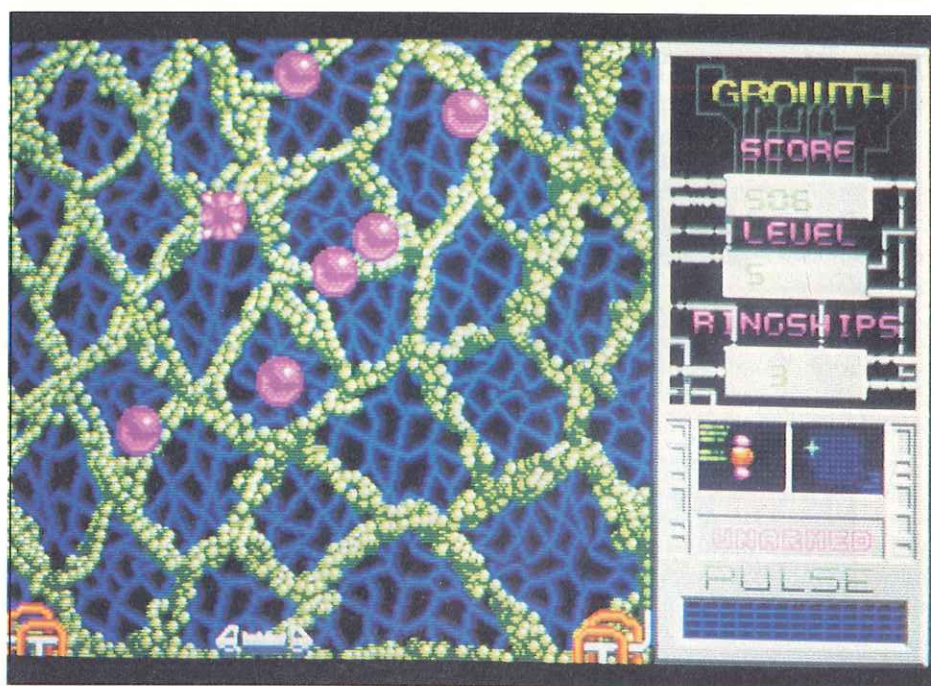 GROWTH
SCORE
506
LEVEL
5
RINGSHIPS
3
UNARMED
PULSE
T
T